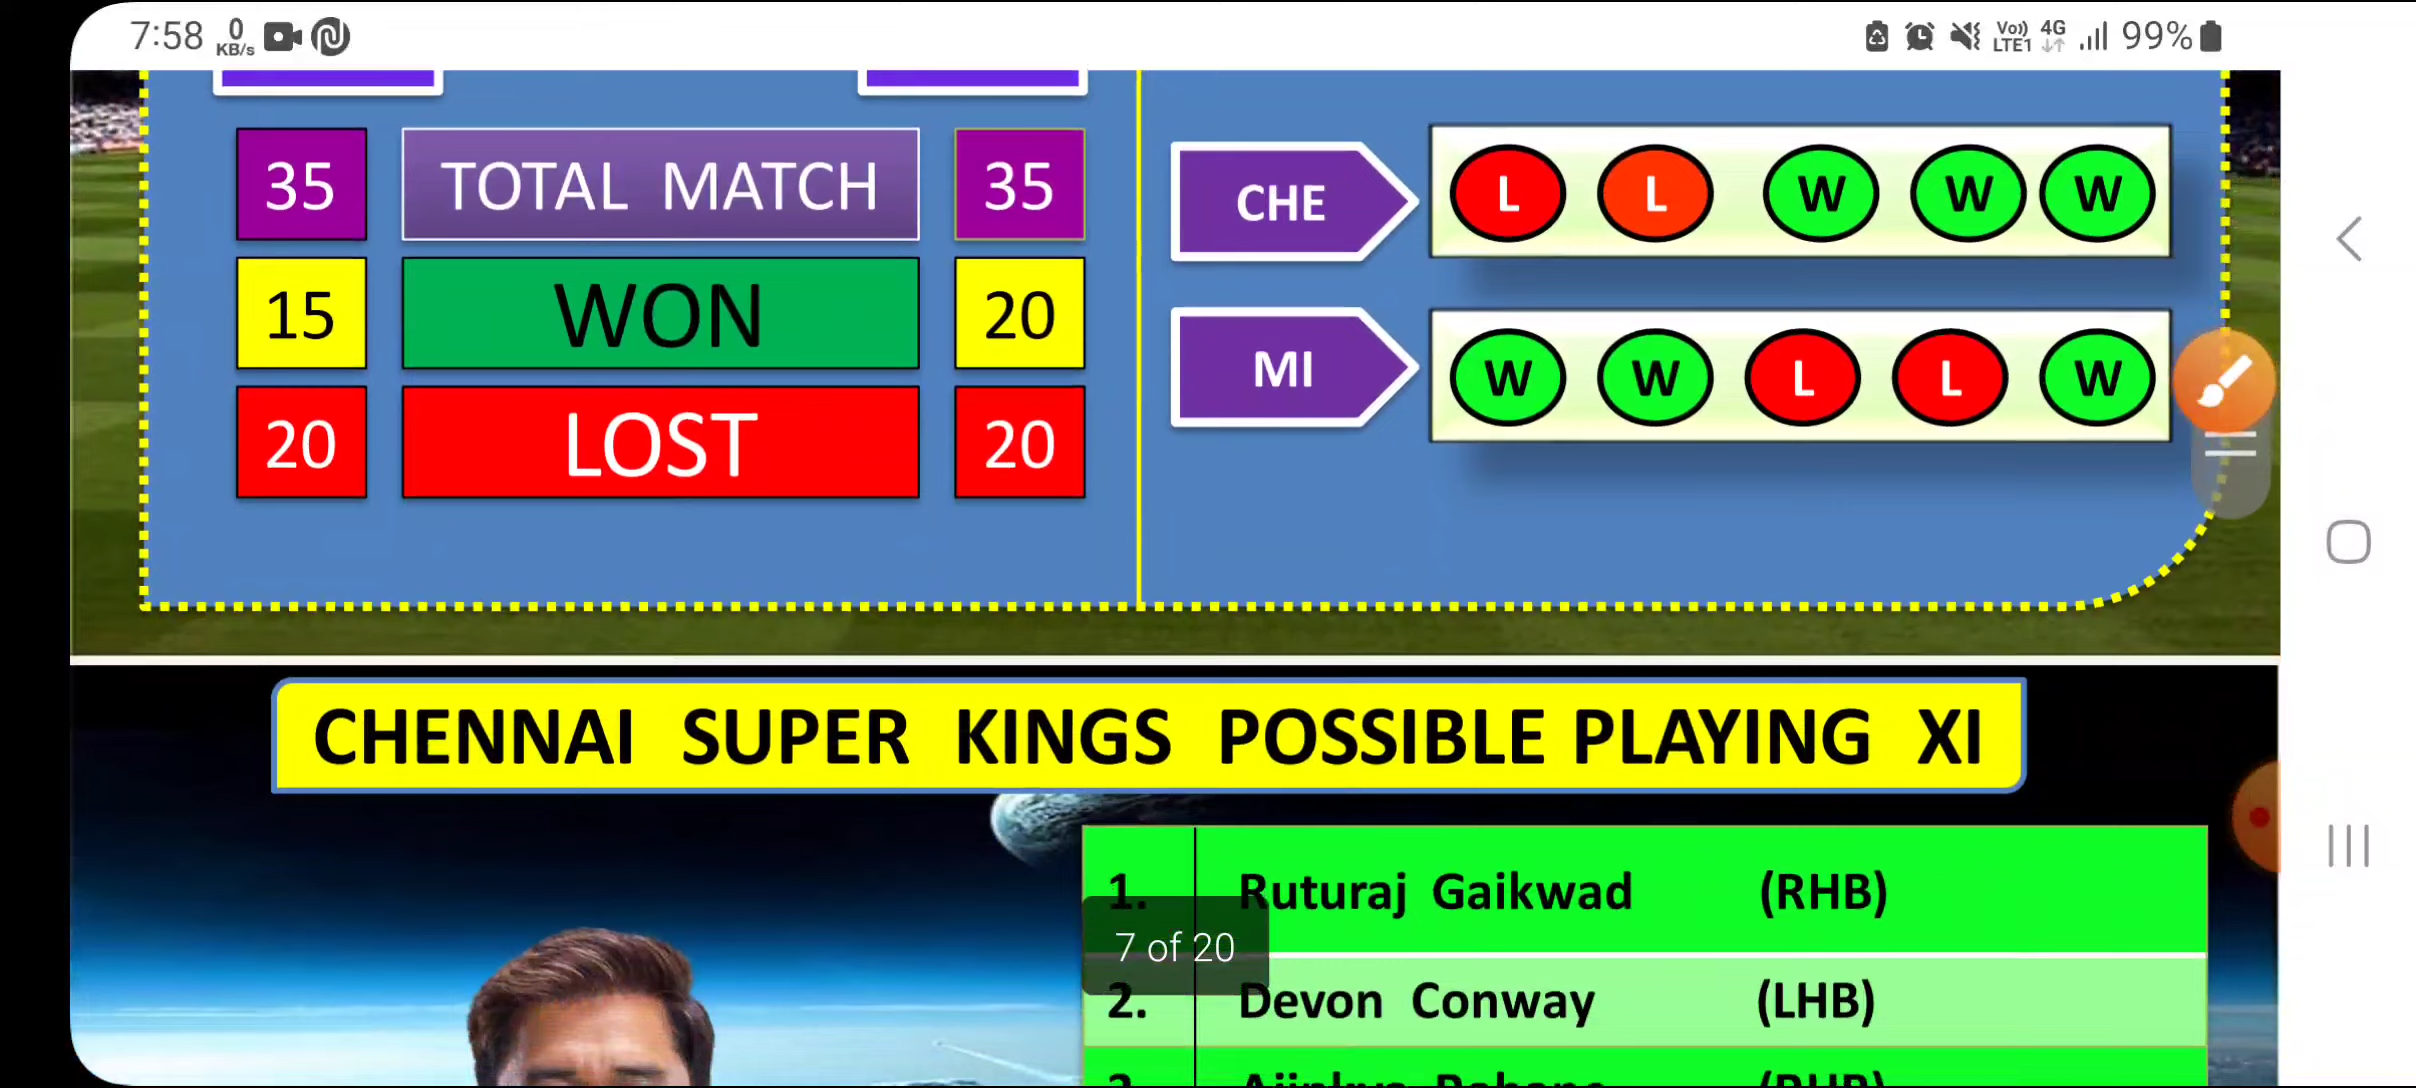 7:58 0 KB/s Vo)) LTE1 4G 99%
35 TOTAL MATCH 35
15 WON 20
20 LOST 20
CHE L L W W W
MI W W L L W
CHENNAI SUPER KINGS POSSIBLE PLAYING XI
1. Ruturaj Gaikwad (RHB)
7 of 20
2. Devon Conway (LHB)